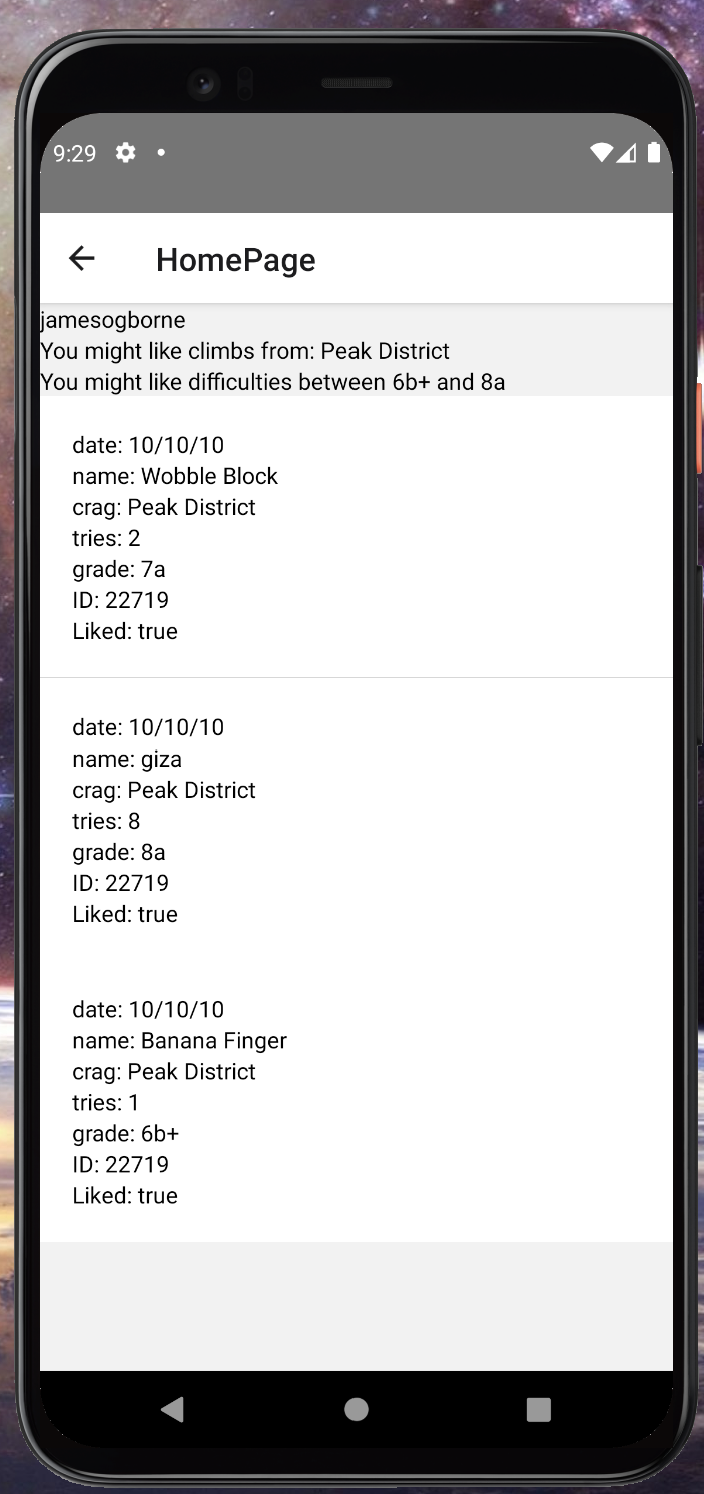 9:29
HomePage
jamesogborne
You might like climbs from: Peak District
You might like difficulties between 6b+ and 8a
date: 10/10/10
name: Wobble Block
crag: Peak District
tries: 2
grade: 7a
ID: 22719
Liked: true
date: 10/10/10
name: giza
crag: Peak District
tries: 8
grade: 8a
ID: 22719
Liked: true
date: 10/10/10
name: Banana Finger
crag: Peak District
tries: 1
grade: 6b+
ID: 22719
Liked: true